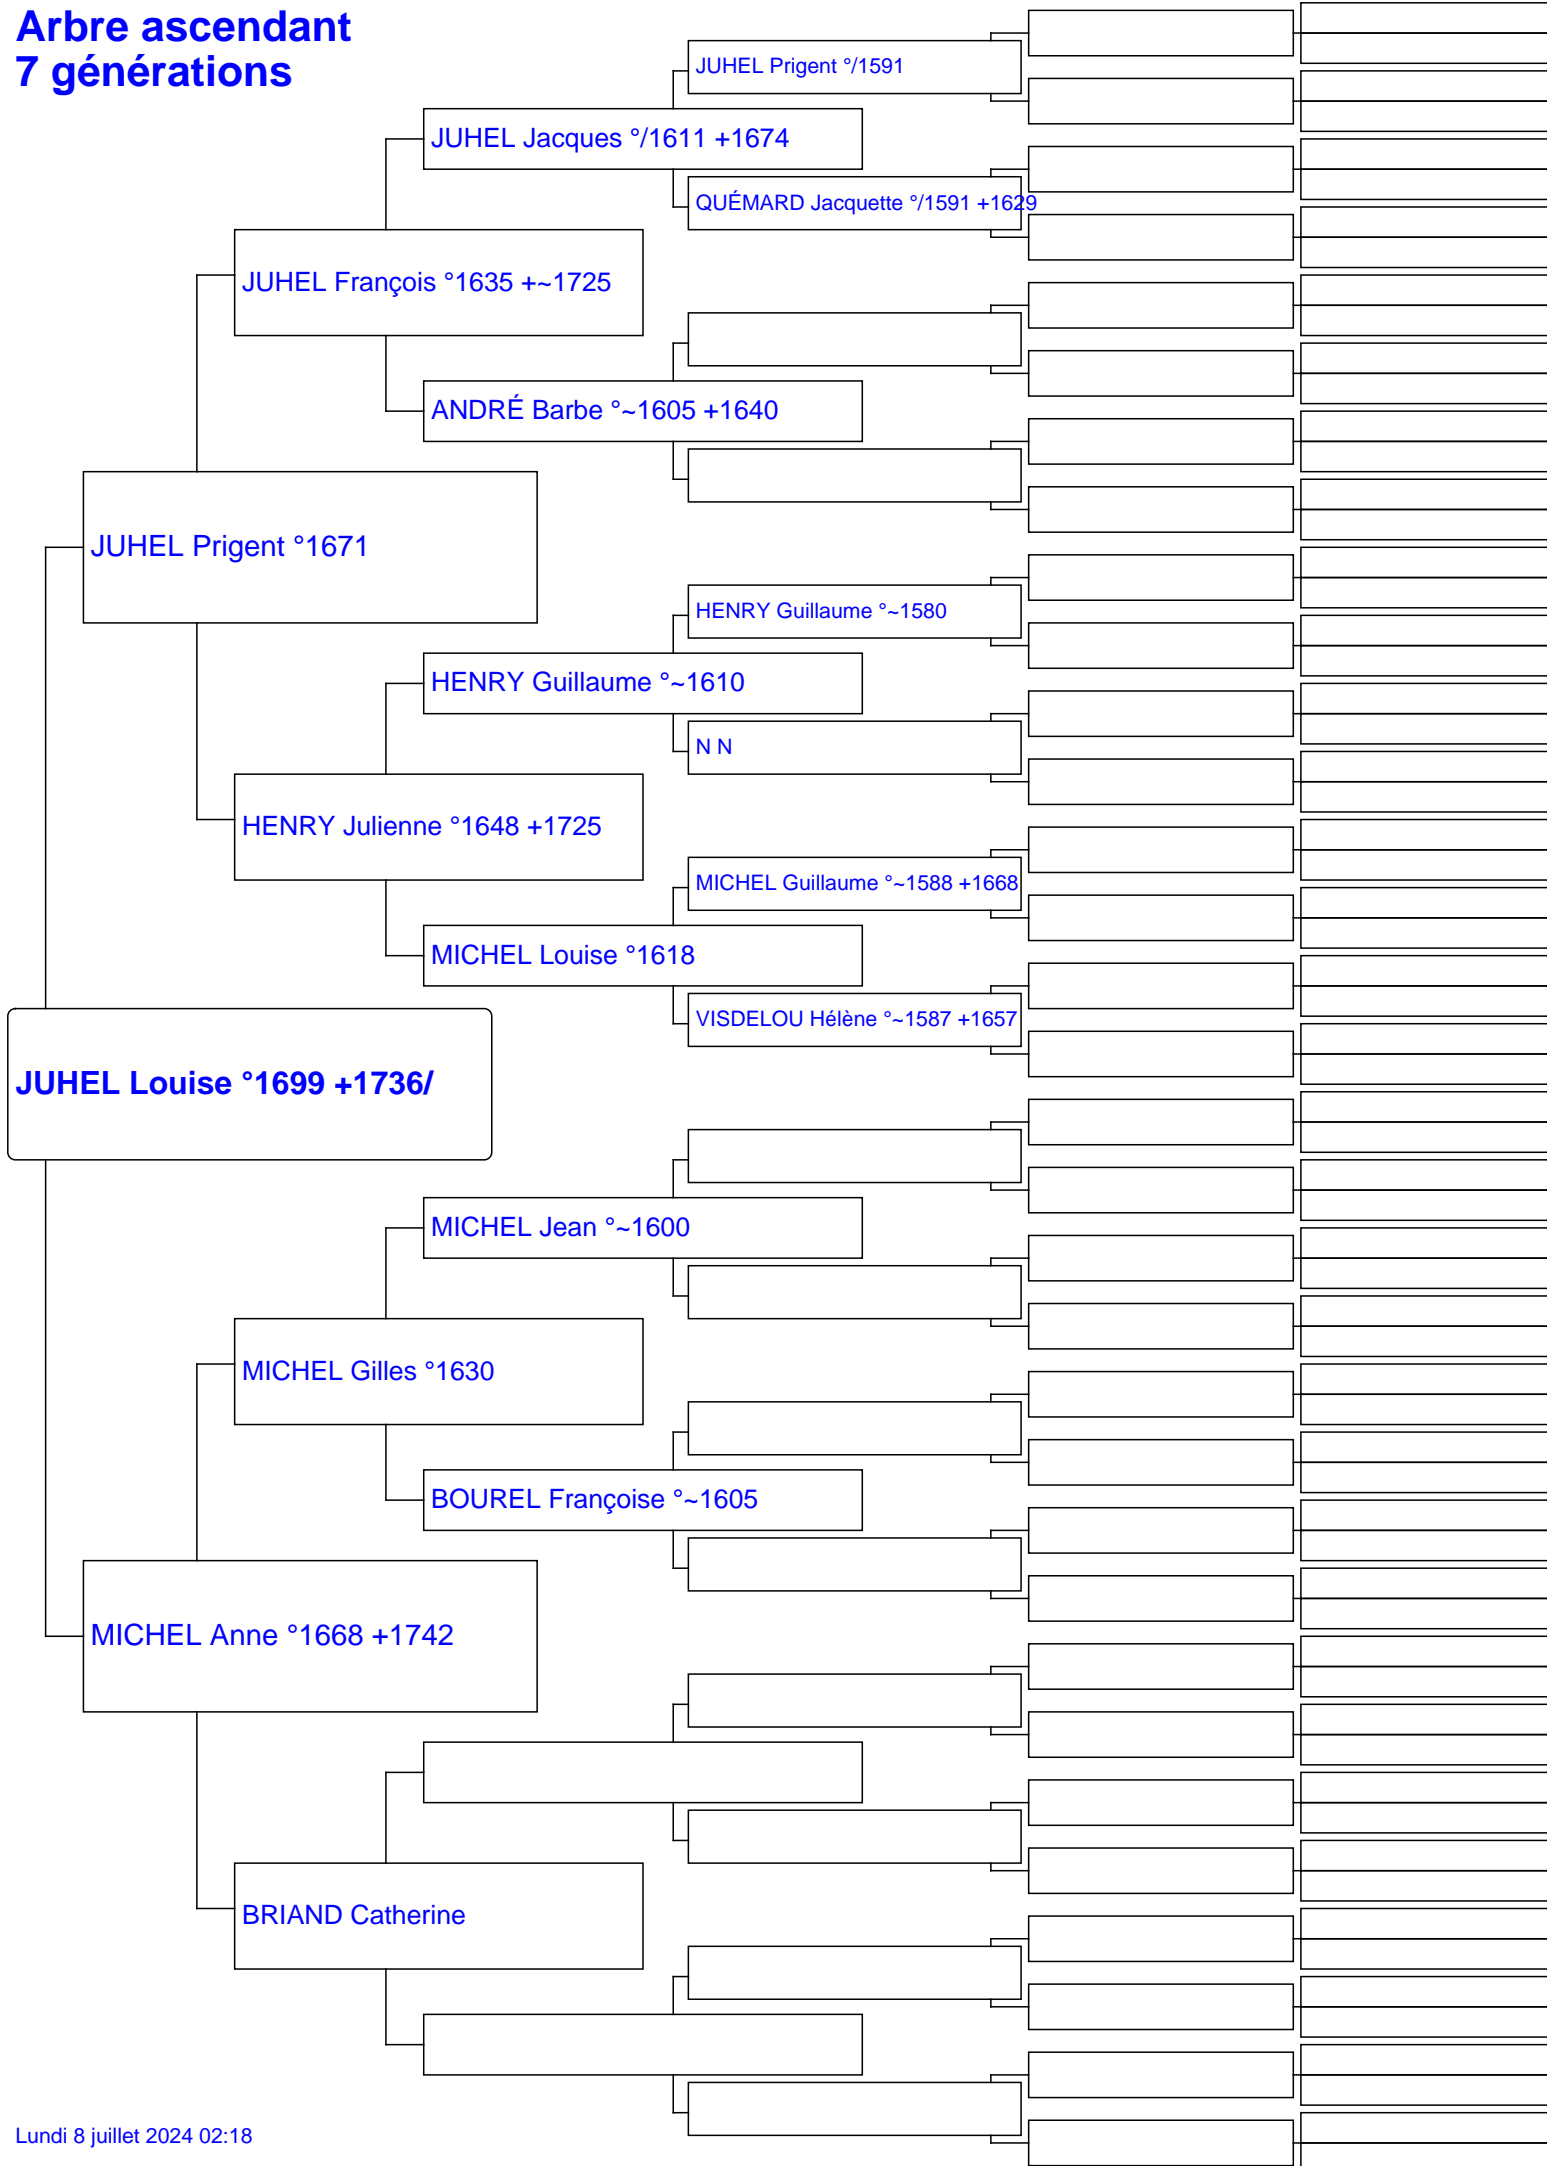 Arbre ascendant
7 générations
JUHEL Prigent °/1591
JUHEL Jacques °/1611 +1674
QUÉMARD Jacquette °/1591 +1629
JUHEL François °1635 +~1725
ANDRÉ Barbe °~1605 +1640
JUHEL Prigent °1671
HENRY Guillaume °~1580
HENRY Guillaume °~1610
N N
HENRY Julienne °1648 +1725
MICHEL Guillaume °~1588 +1668
MICHEL Louise °1618
VISDELOU Hélène °~1587 +1657
JUHEL Louise °1699 +1736/
MICHEL Jean °~1600
MICHEL Gilles °1630
BOUREL Françoise °~1605
MICHEL Anne °1668 +1742
BRIAND Catherine
Lundi 8 juillet 2024 02:18